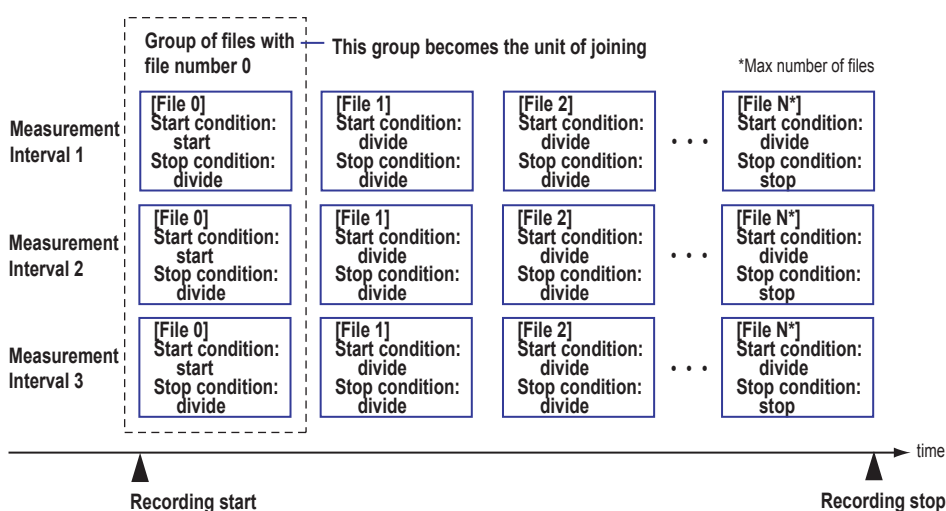 Group of files with
file number 0
This group becomes the unit of joining
*Max number of files
Measurement
Interval 1
[File 0]
Start condition:
start
Stop condition:
divide
[File 1]
Start condition:
divide
Stop condition:
divide
[File 2]
Start condition:
divide
Stop condition:
divide
• • •
[File N*]
Start condition:
divide
Stop condition:
stop
Measurement
Interval 2
[File 0]
Start condition:
start
Stop condition:
divide
[File 1]
Start condition:
divide
Stop condition:
divide
[File 2]
Start condition:
divide
Stop condition:
divide
• • •
[File N*]
Start condition:
divide
Stop condition:
stop
Measurement
Interval 3
[File 0]
Start condition:
start
Stop condition:
divide
[File 1]
Start condition:
divide
Stop condition:
divide
[File 2]
Start condition:
divide
Stop condition:
divide
• • •
[File N*]
Start condition:
divide
Stop condition:
stop
time
Recording start
Recording stop